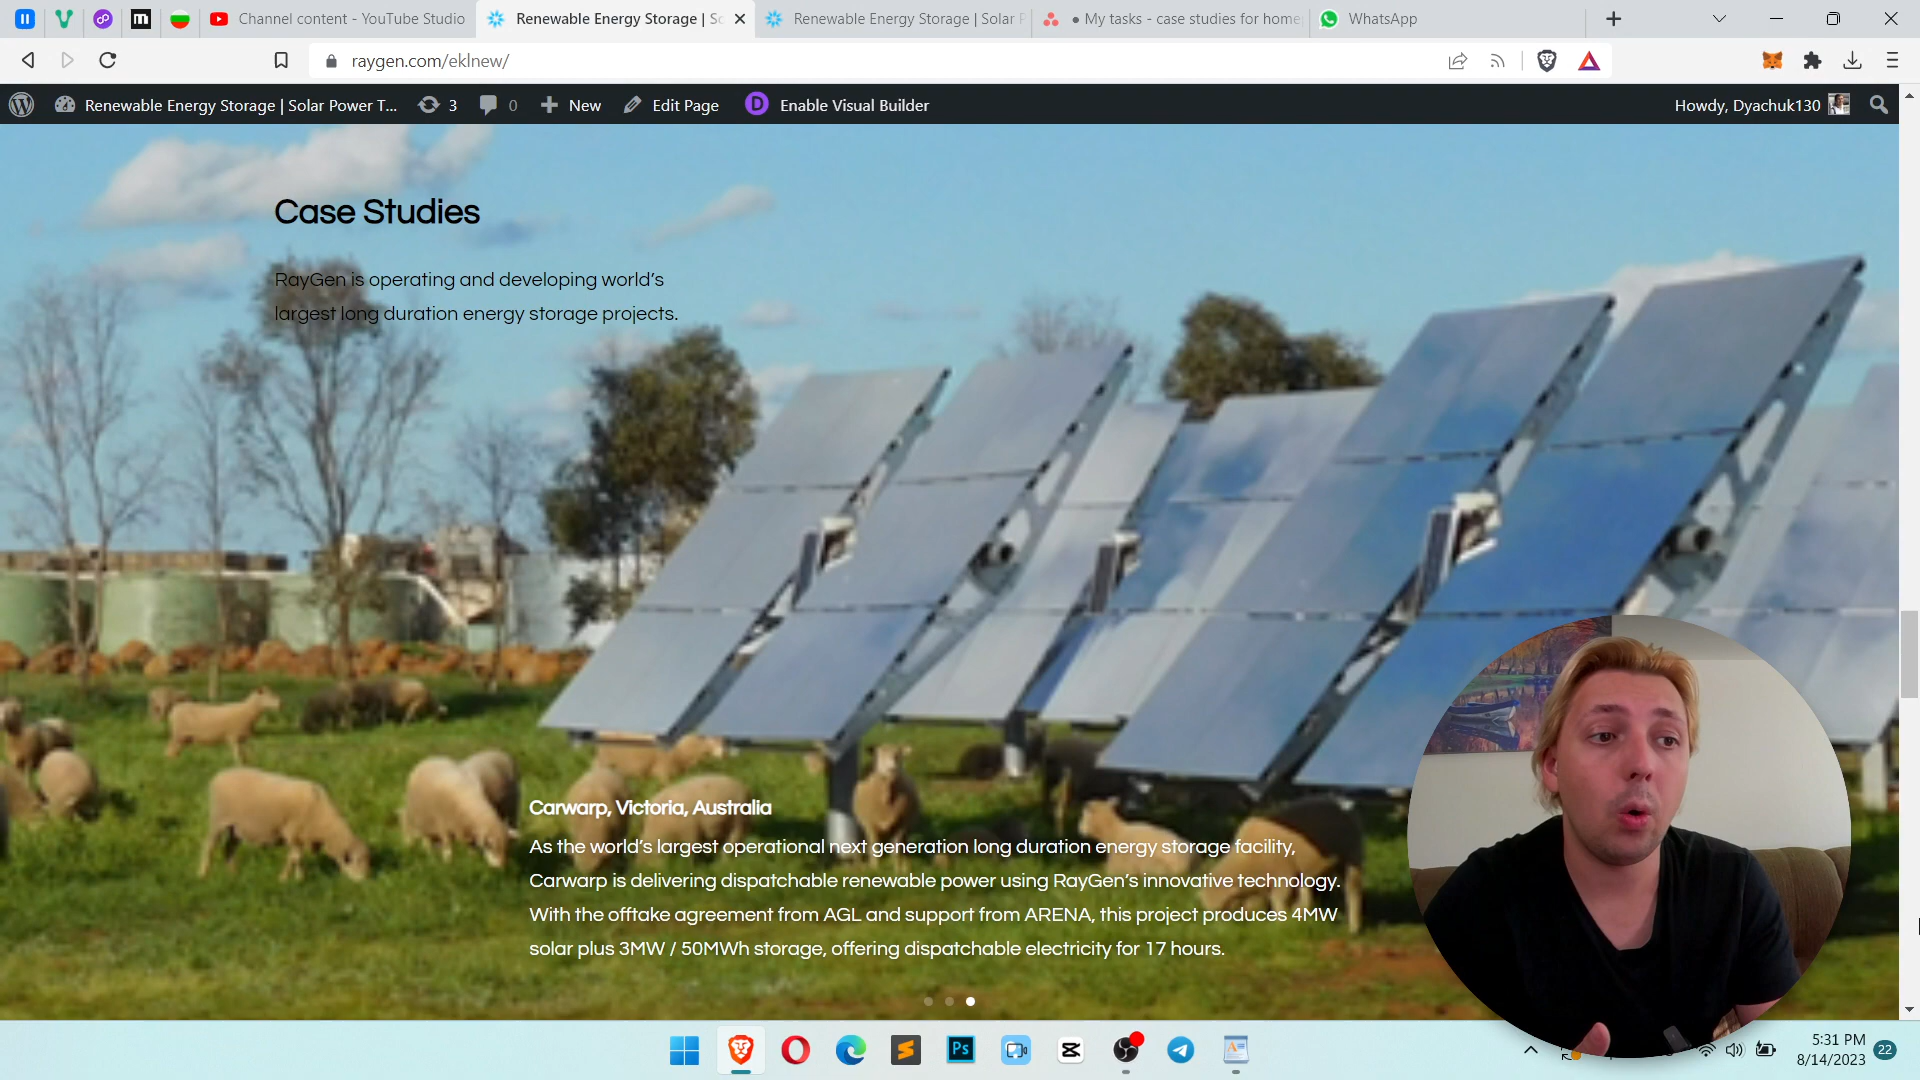 Channel content - YouTube Studio
Renewable Energy Storage | S
Renewable Energy Storage | Solar
• My tasks - case studies for home
WhatsApp
raygen.com/eklnew/
Renewable Energy Storage | Solar Power T...
3
0
New
Edit Page
D
Enable Visual Builder
Howdy, Dyachuk130
Case Studies
RayGen is operating and developing world's
largest long duration energy storage projects.
Carwarp, Victoria, Australia
As the world's largest operational next generation long duration energy storage facility,
Carwarp is delivering dispatchable renewable power using RayGen's innovative technology.
With the offtake agreement from AGL and support from ARENA, this project produces 4MW
solar plus 3MW / 50MWh storage, offering dispatchable electricity for 17 hours.
Ps
5:31 PM
8/14/2023
22